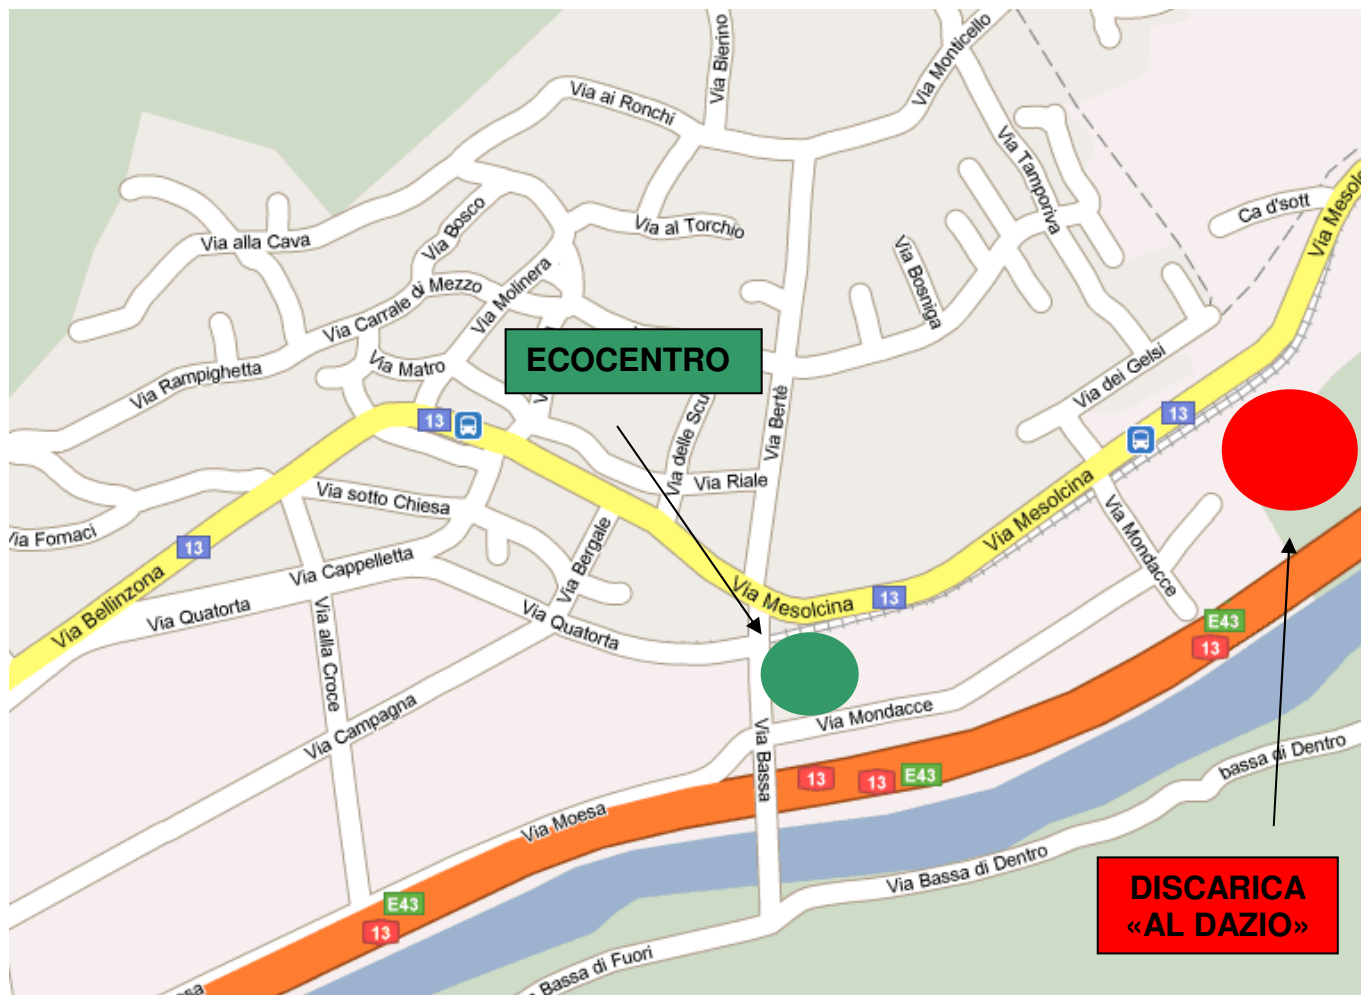 Via Bierino
Via Monticello
Via ai Ronchi
Via Tamporiva
Ca d'sott
Via Bosco
Via al Torchio
Via alla Cava
Via Bosniga
Via Molinera
Via Carrale di Mezzo
ECOCENTRO
Via Matro
Via Rampighetta
Via dei Gelsi
13
13
Via Berté
Via delle Scu
Via Riale
Via sotto Chiesa
Via Mesolcina
Via Fornaci
13
Via Mondacce
Via Bergale
Via Cappelletta
Via Bellinzona
Via Mesolcina
13
Via Quatorta
Via Quatorta
Via alla Croce
E43
13
Via Mondacce
Via Campagna
Via Bassa
bassa di Dentro
13
13
E43
Via Moesa
Via Bassa di Dentro
E43
13
DISCARICA
«AL DAZIO»
Bassa di Fuori